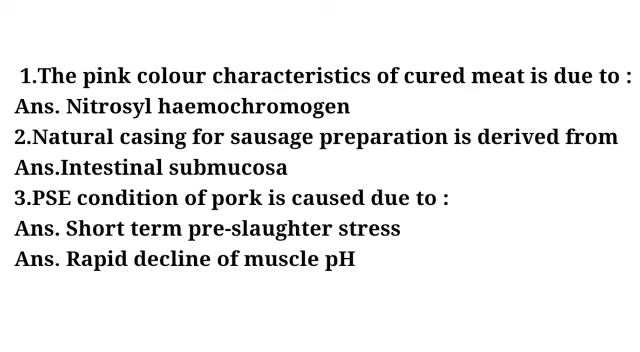 1.The pink colour characteristics of cured meat is due to :
Ans. Nitrosyl haemochromogen
2.Natural casing for sausage preparation is derived from
Ans.Intestinal submucosa
3.PSE condition of pork is caused due to :
Ans. Short term pre-slaughter stress
Ans. Rapid decline of muscle pH